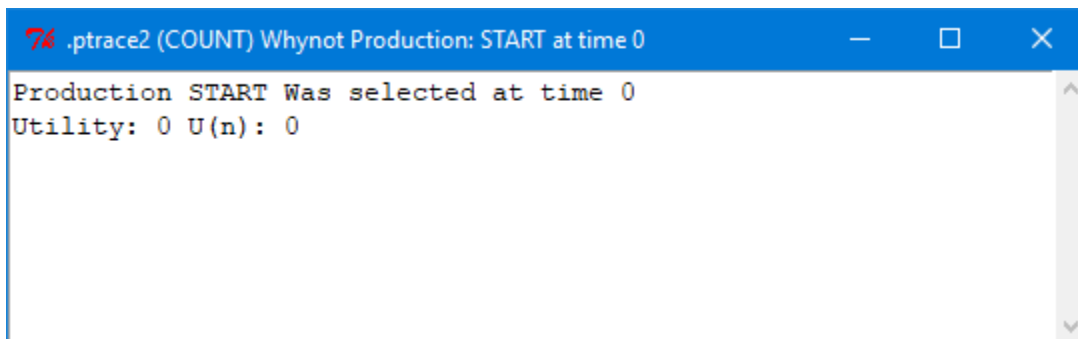 .ptrace2 (COUNT) Whynot Production: START at time 0
Production START Was selected at time 0
Utility: 0 U(n): 0